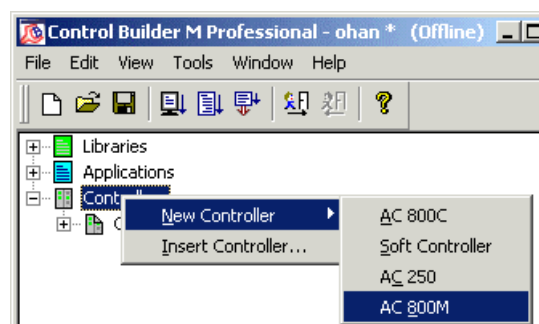 Control Builder M Professional - ohan * (Offline)
File Edit View Tools Window Help
Libraries
Applications
New Controller
Insert Controller...
AC 800C
Soft Controller
AC 250
AC 800M